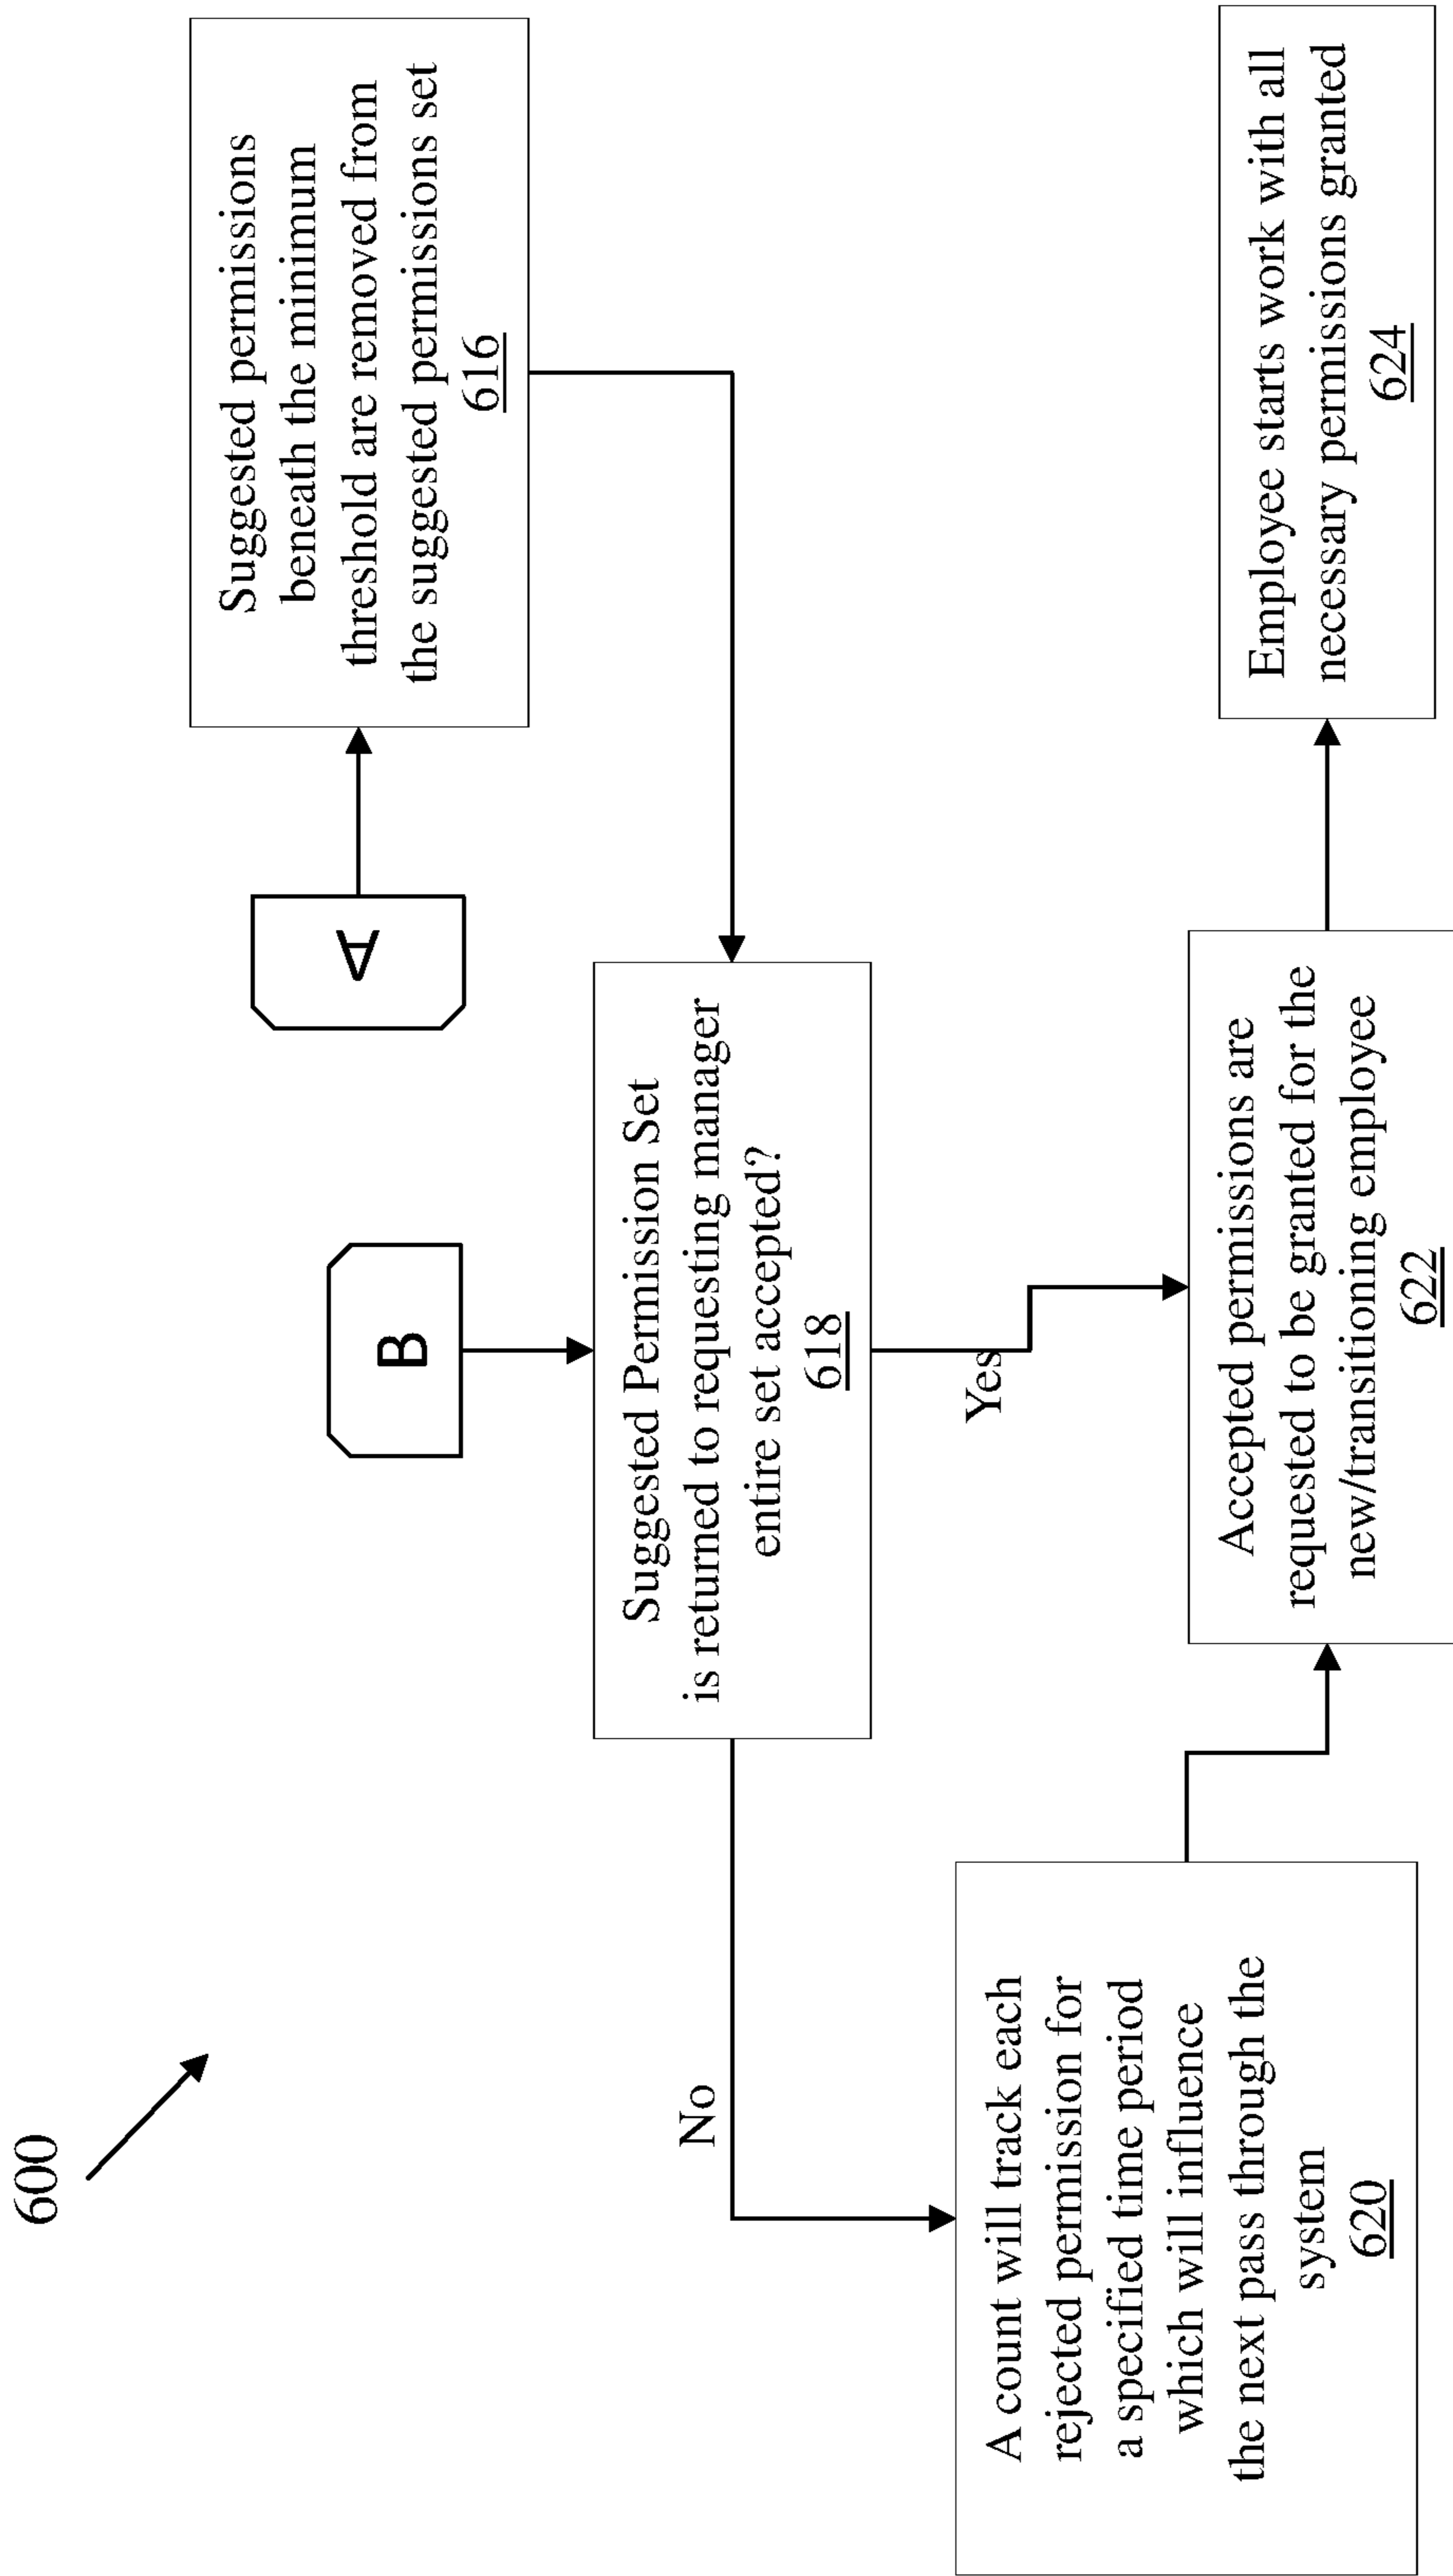 600
A
Suggested permissions
beneath the minimum
threshold are removed from
the suggested permissions set
616
B
Suggested Permission Set
is returned to requesting manager
entire set accepted?
618
No
Yes
A count will track each
rejected permission for
a specified time period
which will influence
the next pass through the
system
620
Accepted permissions are
requested to be granted for the
new/transitioning employee
622
Employee starts work with all
necessary permissions granted
624